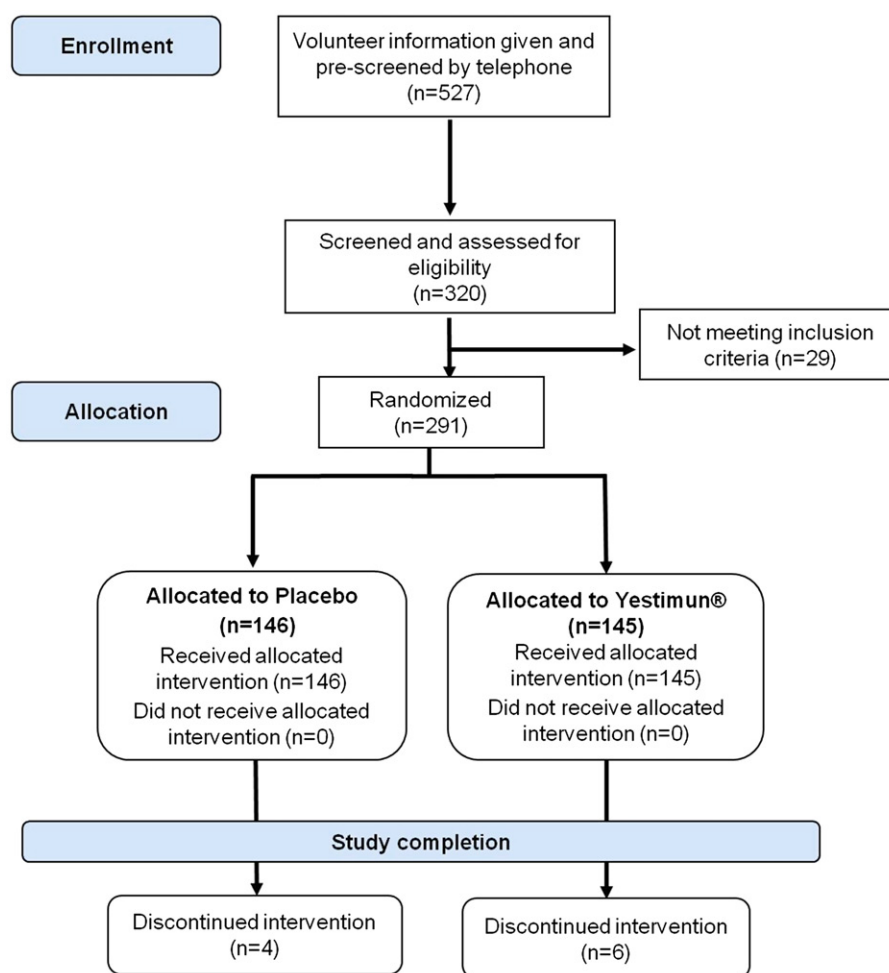 Enrollment
Volunteer information given and
pre-screened by telephone
(n=527)
Screened and assessed for
eligibility
(n=320)
Not meeting inclusion
criteria (n=29)
Allocation
Randomized
(n=291)
Allocated to Placebo
(n=146)
Received allocated
intervention (n=146)
Did not receive allocated
intervention (n=0)
Allocated to Yestimun®
(n=145)
Received allocated
intervention (n=145)
Did not receive allocated
intervention (n=0)
Study completion
Discontinued intervention
(n=4)
Discontinued intervention
(n=6)